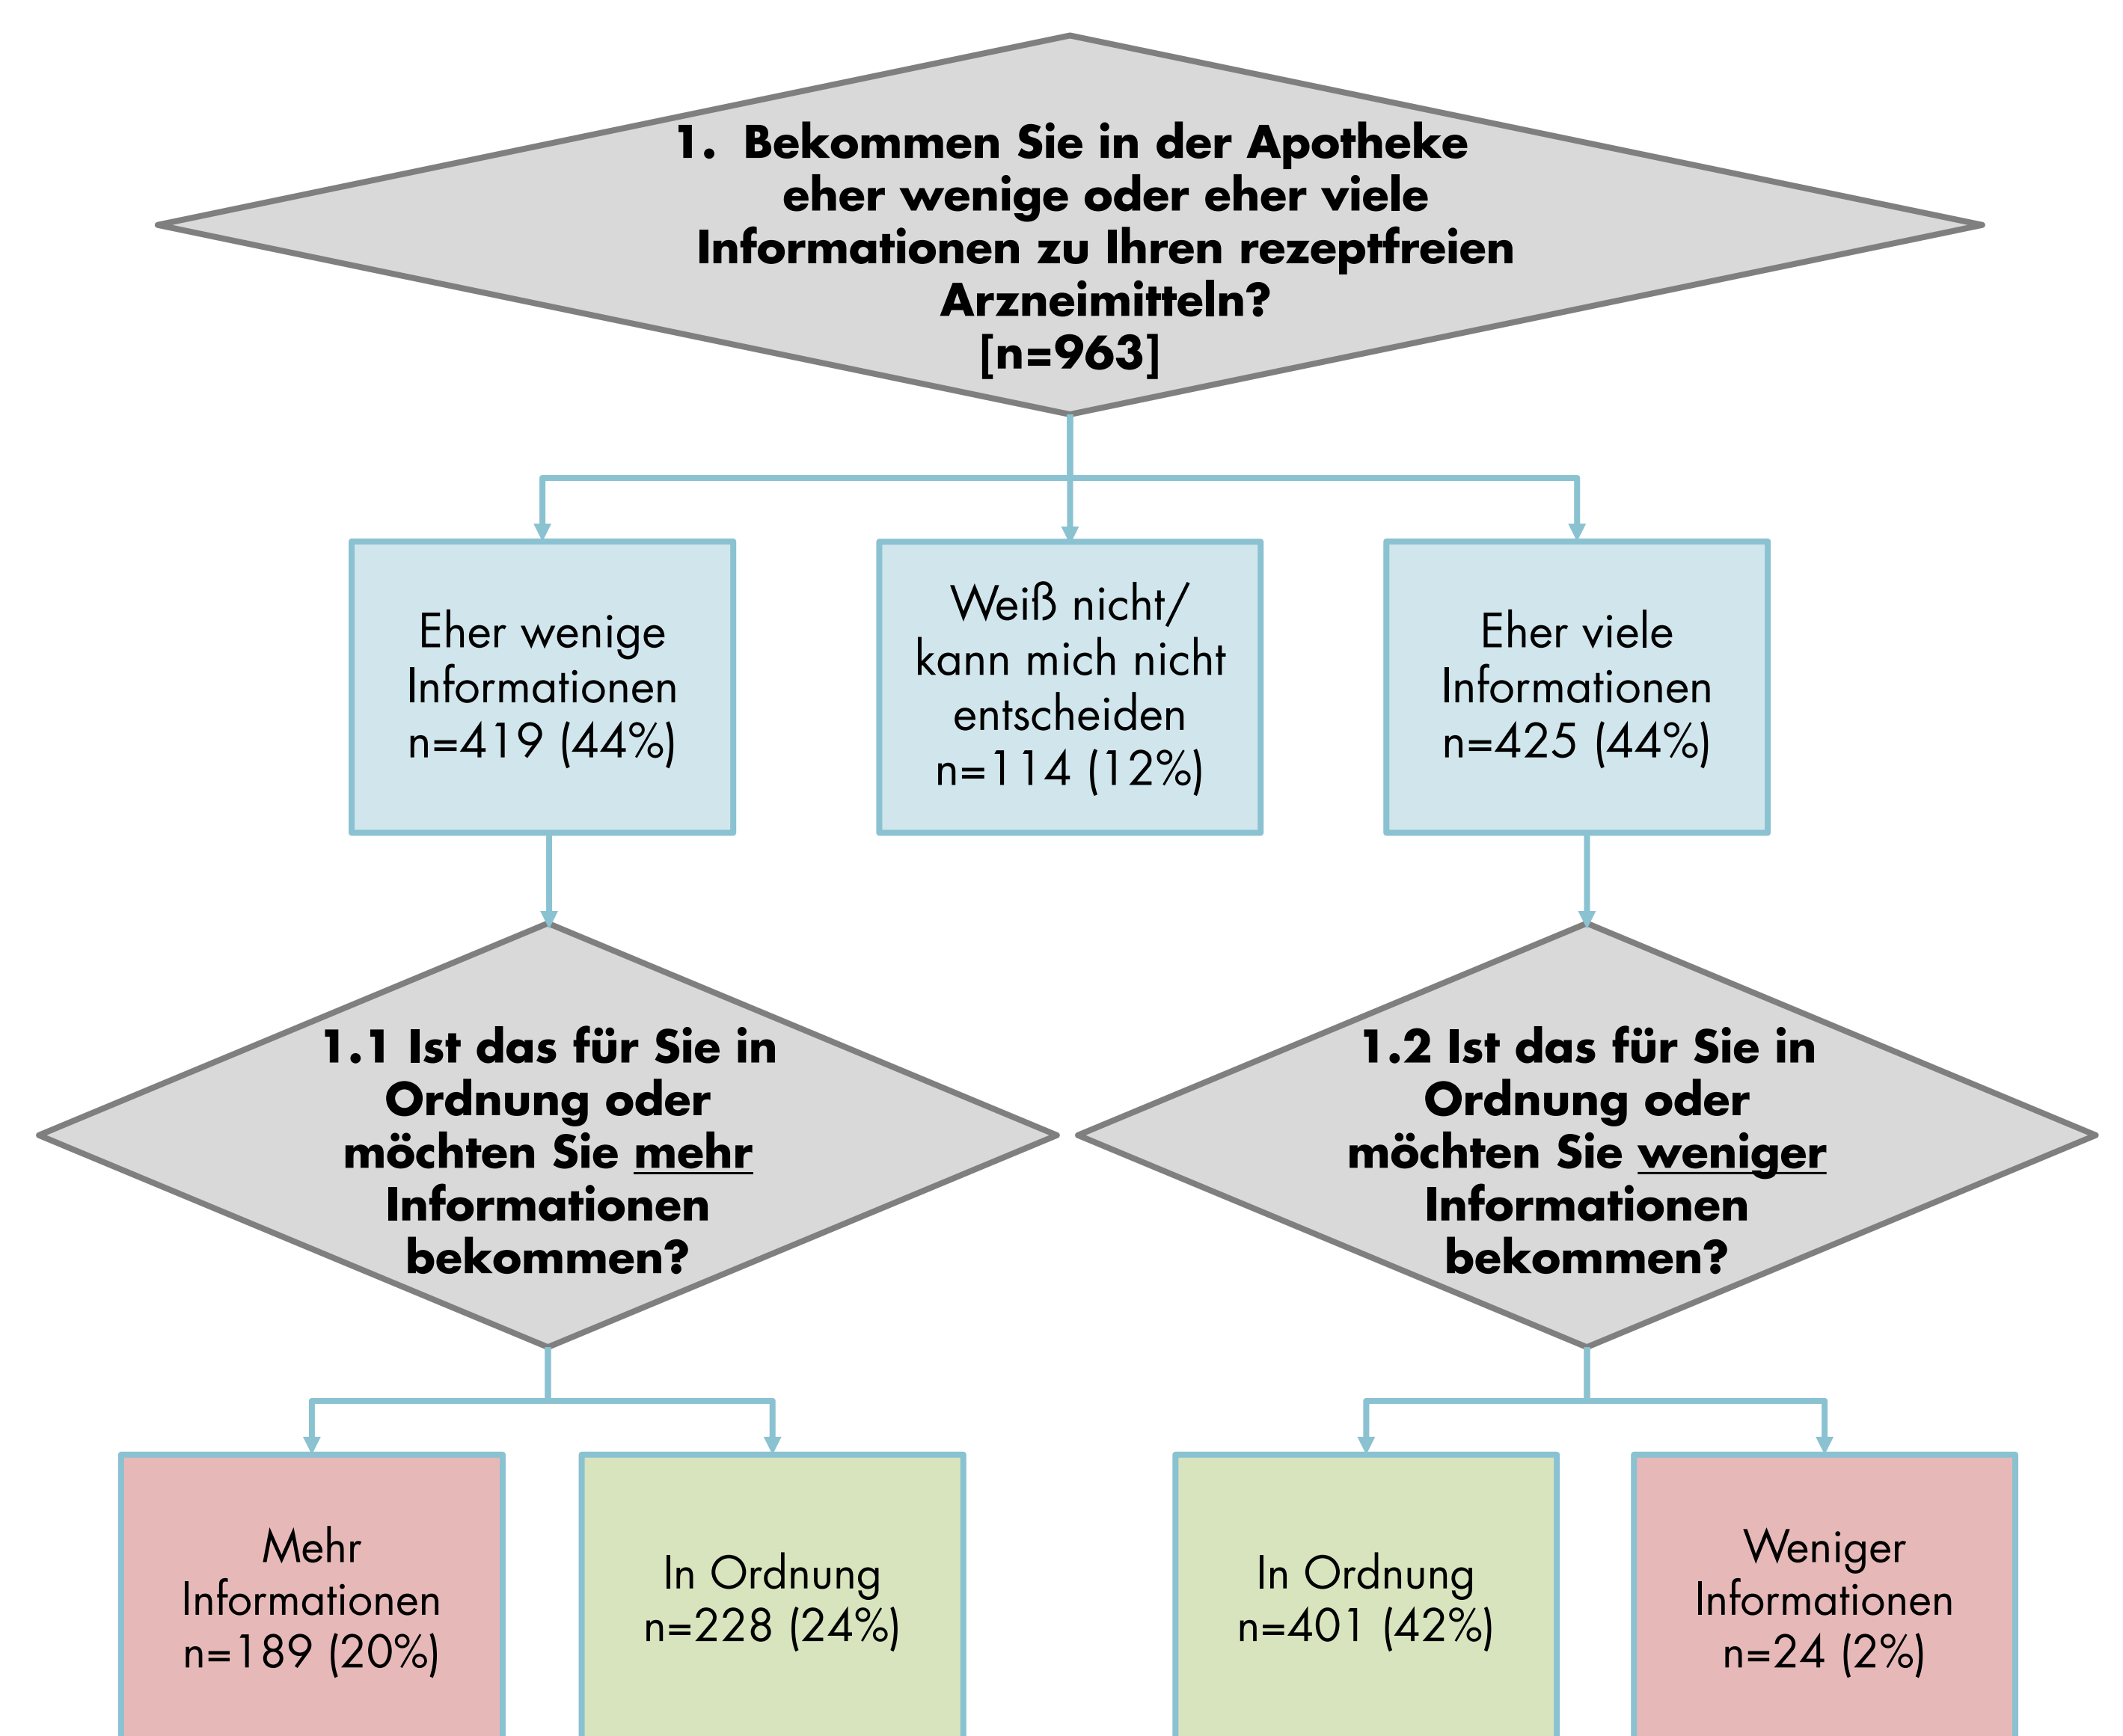 1. Bekommen Sie in der Apotheke
eher wenige oder eher viele
Informationen zu Ihren rezeptfreien
Arzneimitteln?
[n=963]
Eher wenige
Informationen
n=419 (44%)
Weiß nicht/
kann mich nicht
entscheiden
n=114 (12%)
Eher viele
Informationen
n=425 (44%)
1.1 Ist das für Sie in
Ordnung oder
möchten Sie mehr
Informationen
bekommen?
1.2 Ist das für Sie in
Ordnung oder
möchten Sie weniger
Informationen
bekommen?
Mehr
Informationen
n=189 (20%)
In Ordnung
n=228 (24%)
In Ordnung
n=401 (42%)
Weniger
Informationen
n=24 (2%)